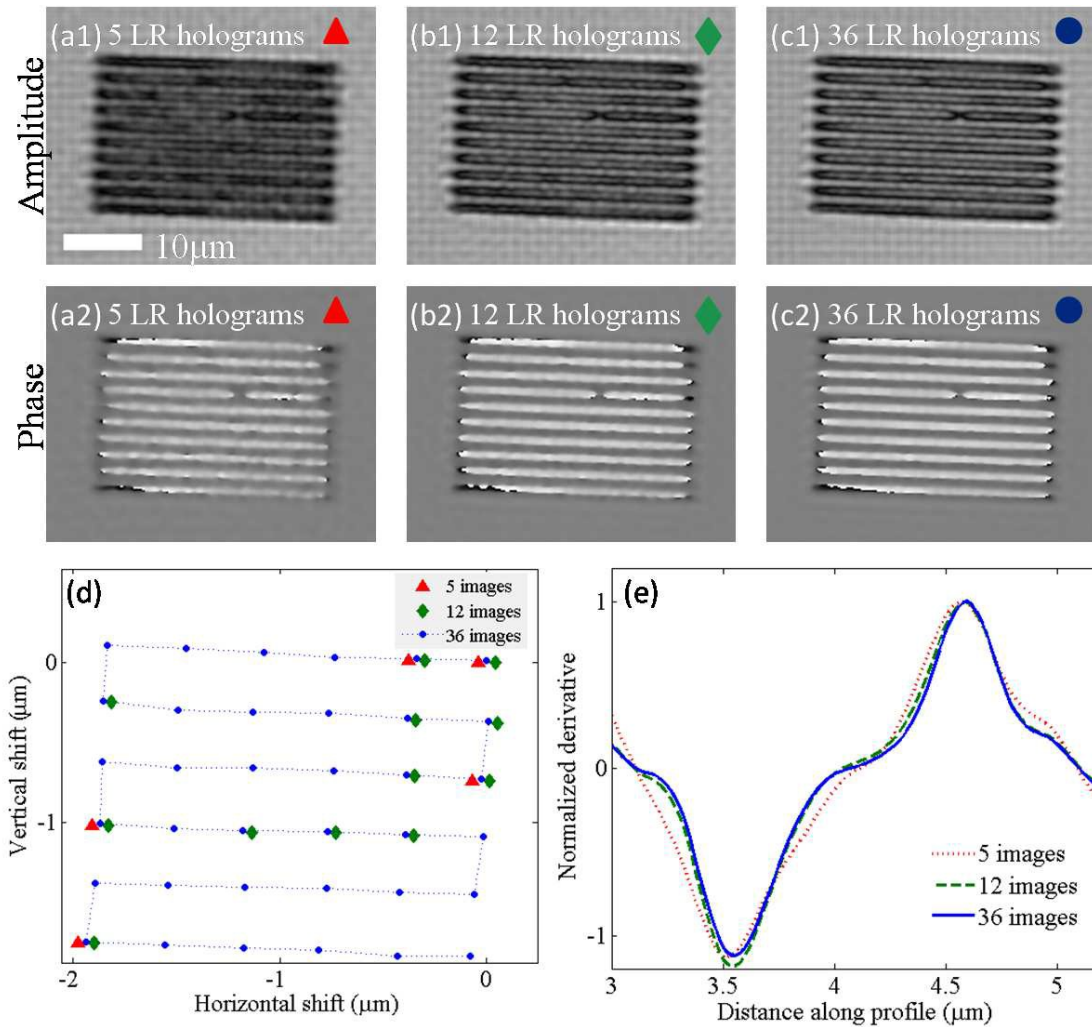 (a1) 5 LR holograms
(b1) 12 LR holograms
(c1) 36 LR holograms
Amplitude
10μm
(a2) 5 LR holograms
(b2) 12 LR holograms
(c2) 36 LR holograms
Phase
(d)
5 images
12 images
36 images
0
-1
Vertical shift (μm)
-2
-1
0
Horizontal shift (μm)
(e)
1
0
-1
Normalized derivative
5 images
12 images
36 images
3
3.5
4
4.5
5
Distance along profile (μm)